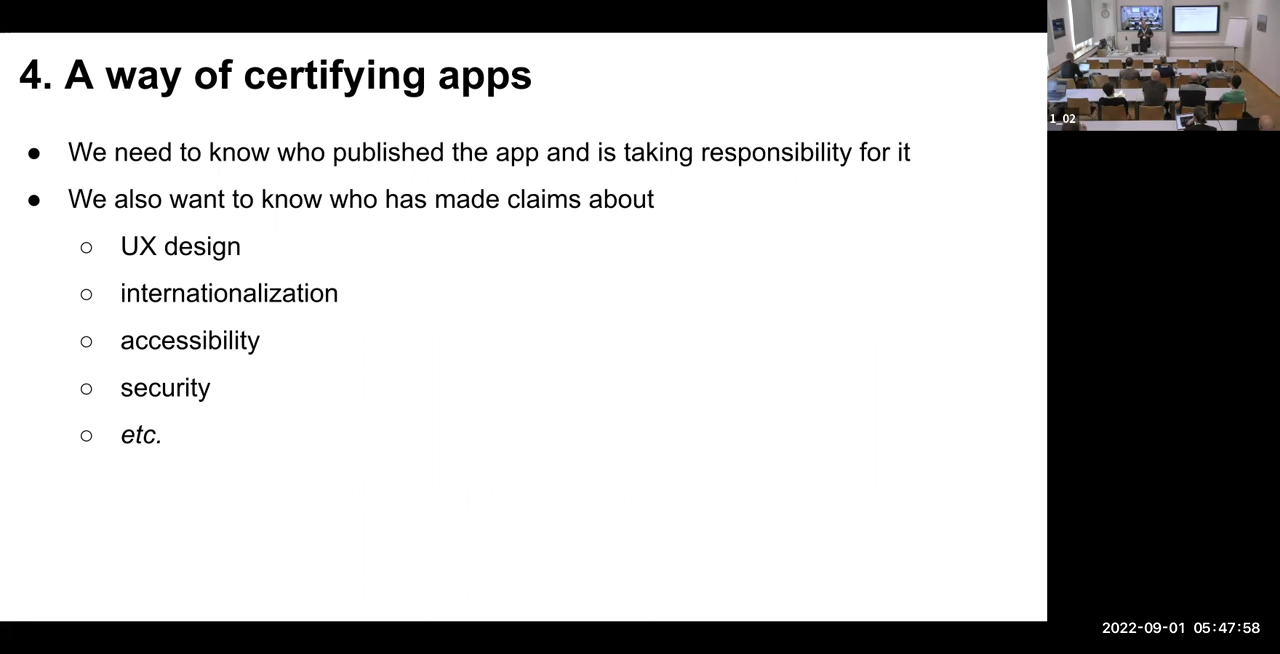 4. A way of certifying apps
● We need to know who published the app and is taking responsibility for it
● We also want to know who has made claims about
○ UX design
○ internationalization
○ accessibility
○ security
○ etc.
1_02
2022-09-01 05:47:58